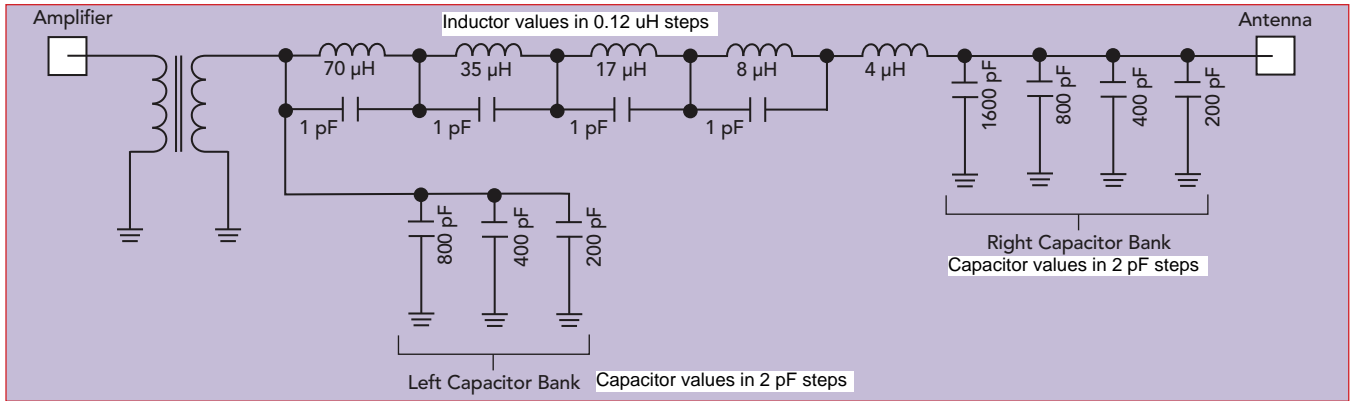 Amplifier
Inductor values in 0.12 uH steps
Antenna
70 µH
35 µH
17 µH
8 µH
4 µH
1 pF
1 pF
1 pF
1 pF
1600 pF
800 pF
400 pF
200 pF
800 pF
400 pF
200 pF
Right Capacitor Bank
Capacitor values in 2 pF steps
Left Capacitor Bank
Capacitor values in 2 pF steps